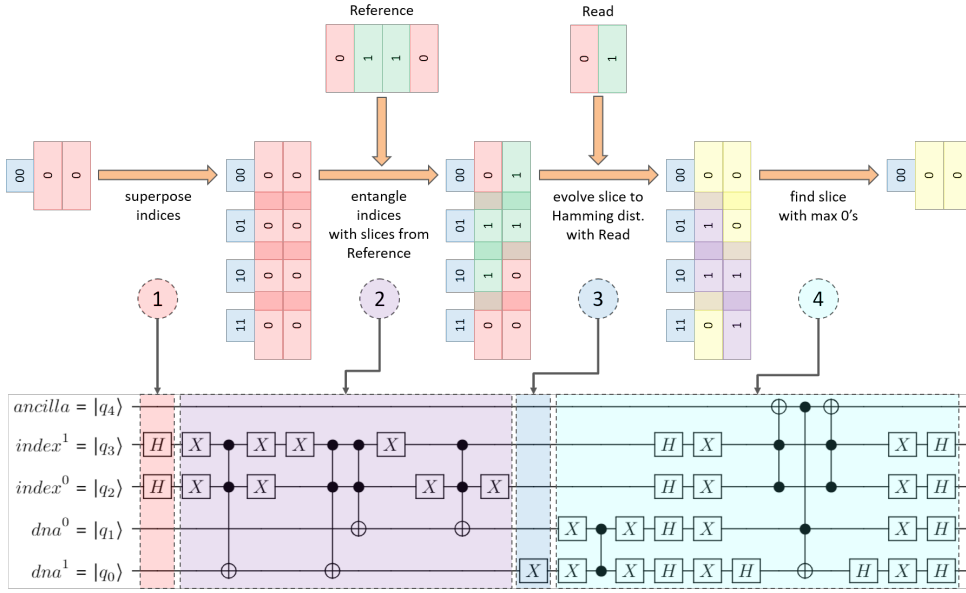 Reference
Read
0 1 1 0
0 1
00 0 0
superpose
indices
00 0 0
01 0 0
10 0 0
11 0 0
entangle
indices
with slices from
Reference
00 0 1
01 1 1
10 1 0
11 0 0
evolve slice to
Hamming dist.
with Read
00 0 0
01 1 0
10 1 1
11 0 1
find slice
with max 0's
00 0 0
1
2
3
4
ancilla = |q₄⟩
index¹ = |q₃⟩ H X X X X H X X H
index⁰ = |q₂⟩ H X X X X H X X H
dna⁰ = |q₁⟩ X X H X X H
dna¹ = |q₀⟩ X X X H X H H X H